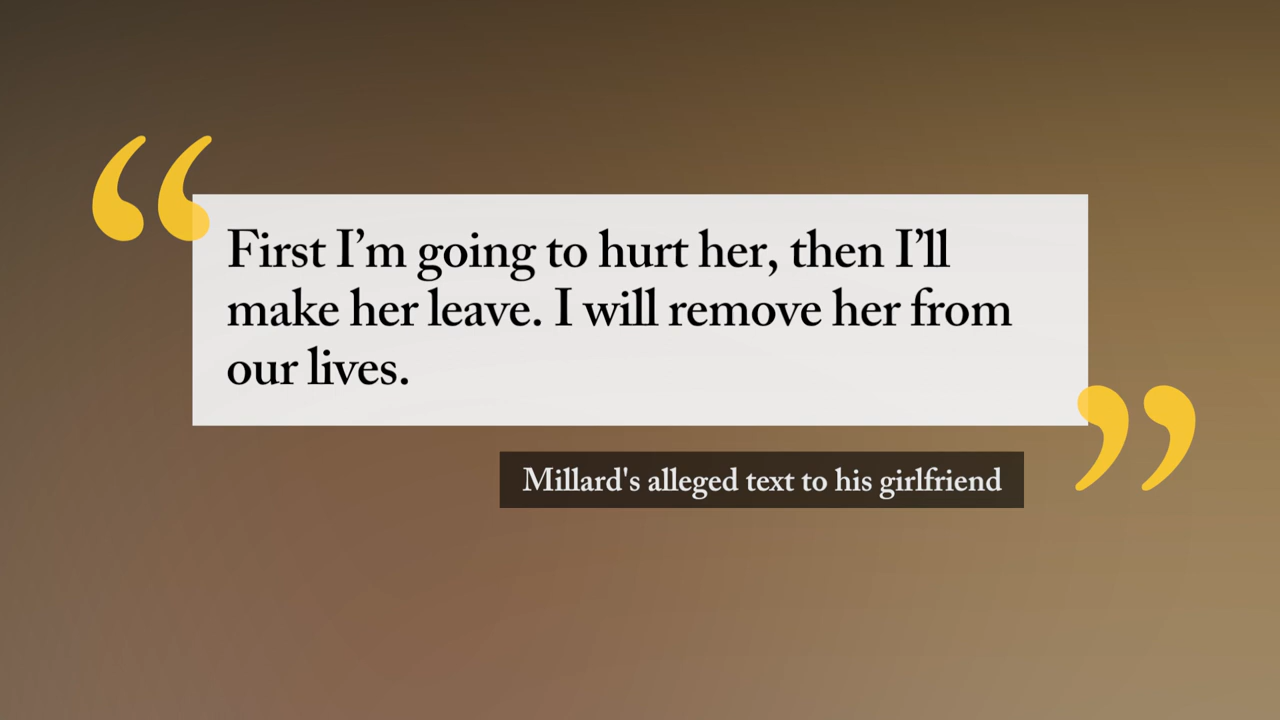 “
First I’m going to hurt her, then I’ll
make her leave. I will remove her from
our lives.
”
Millard's alleged text to his girlfriend